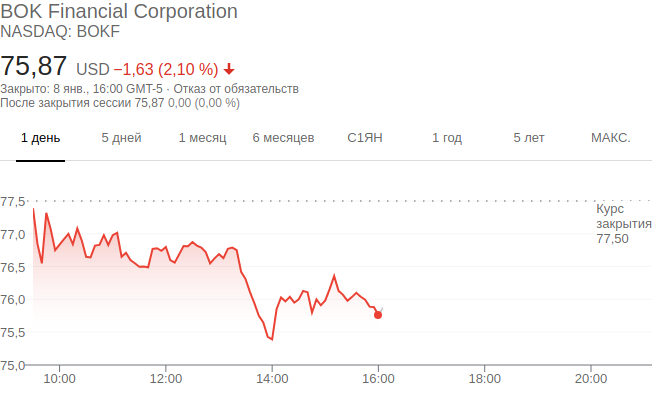 BOK Financial Corporation
NASDAQ: BOKF
75,87 USD −1,63 (2,10 %)
Закрыто: 8 янв., 16:00 GMT-5 · Отказ от обязательств
После закрытия сессии 75,87 0,00 (0,00 %)
1 день 5 дней 1 месяц 6 месяцев С1ЯН 1 год 5 лет МАКС.
77,5
77,0
76,5
76,0
75,5
75,0
Курс
закрытия
77,50
10:00 12:00 14:00 16:00 18:00 20:00